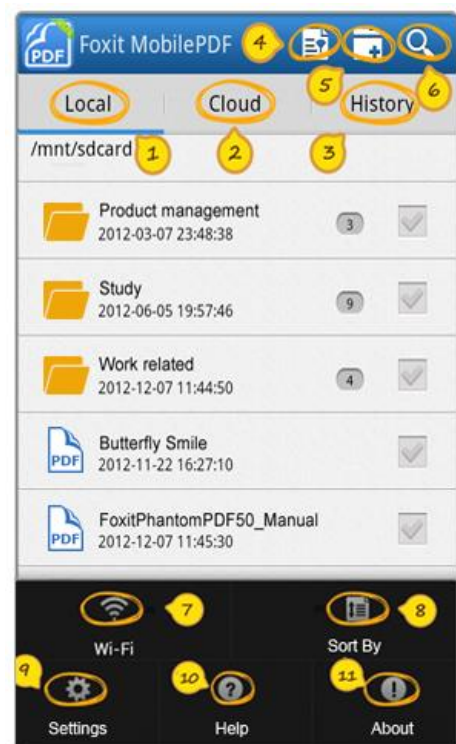 PDF Foxit MobilePDF 4
5 6
Local Cloud History
/mnt/sdcard 1 2 3
Product management
2012-03-07 23:48:38 3
Study
2012-06-05 19:57:46 9
Work related
2012-12-07 11:44:50 4
Butterfly Smile
PDF 2012-11-22 16:27:10
FoxitPhantomPDF50_Manual
PDF 2012-12-07 11:45:30
7 8
Wi-Fi Sort By
9 10 ? 11 !
Settings Help About